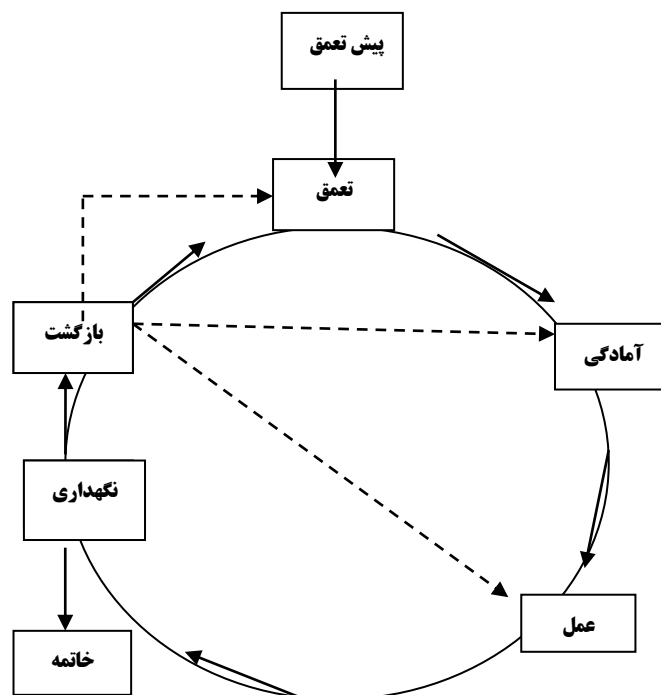 پیش تعمق
تعمق
بازگشت
آمادگی
نگهداری
عمل
خاتمه